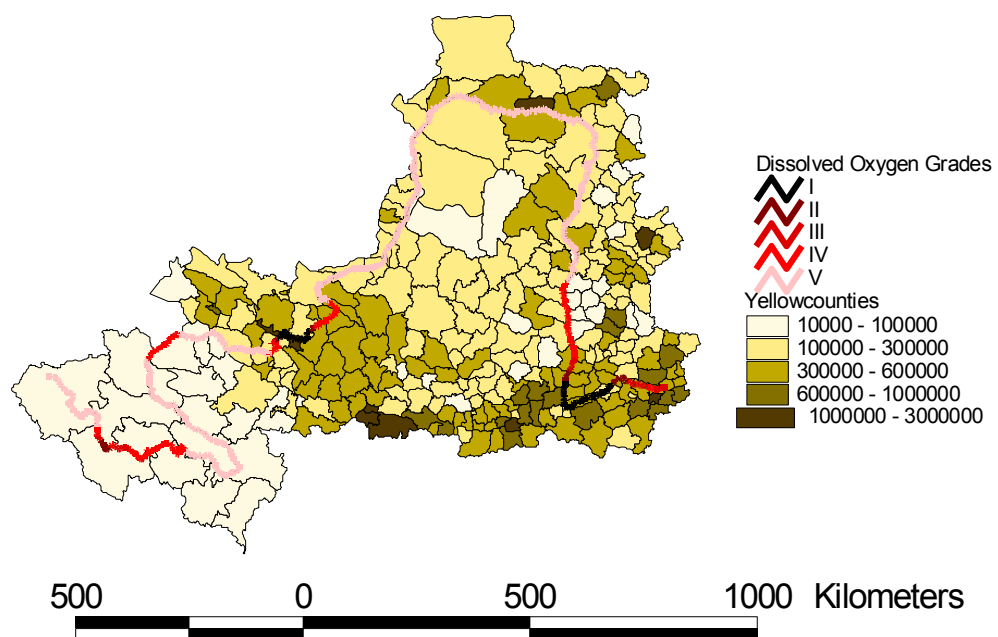 Dissolved Oxygen Grades
I
II
III
IV
V
Yellowcounties
10000 - 100000
100000 - 300000
300000 - 600000
600000 - 1000000
1000000 - 3000000
500 0 500 1000 Kilometers